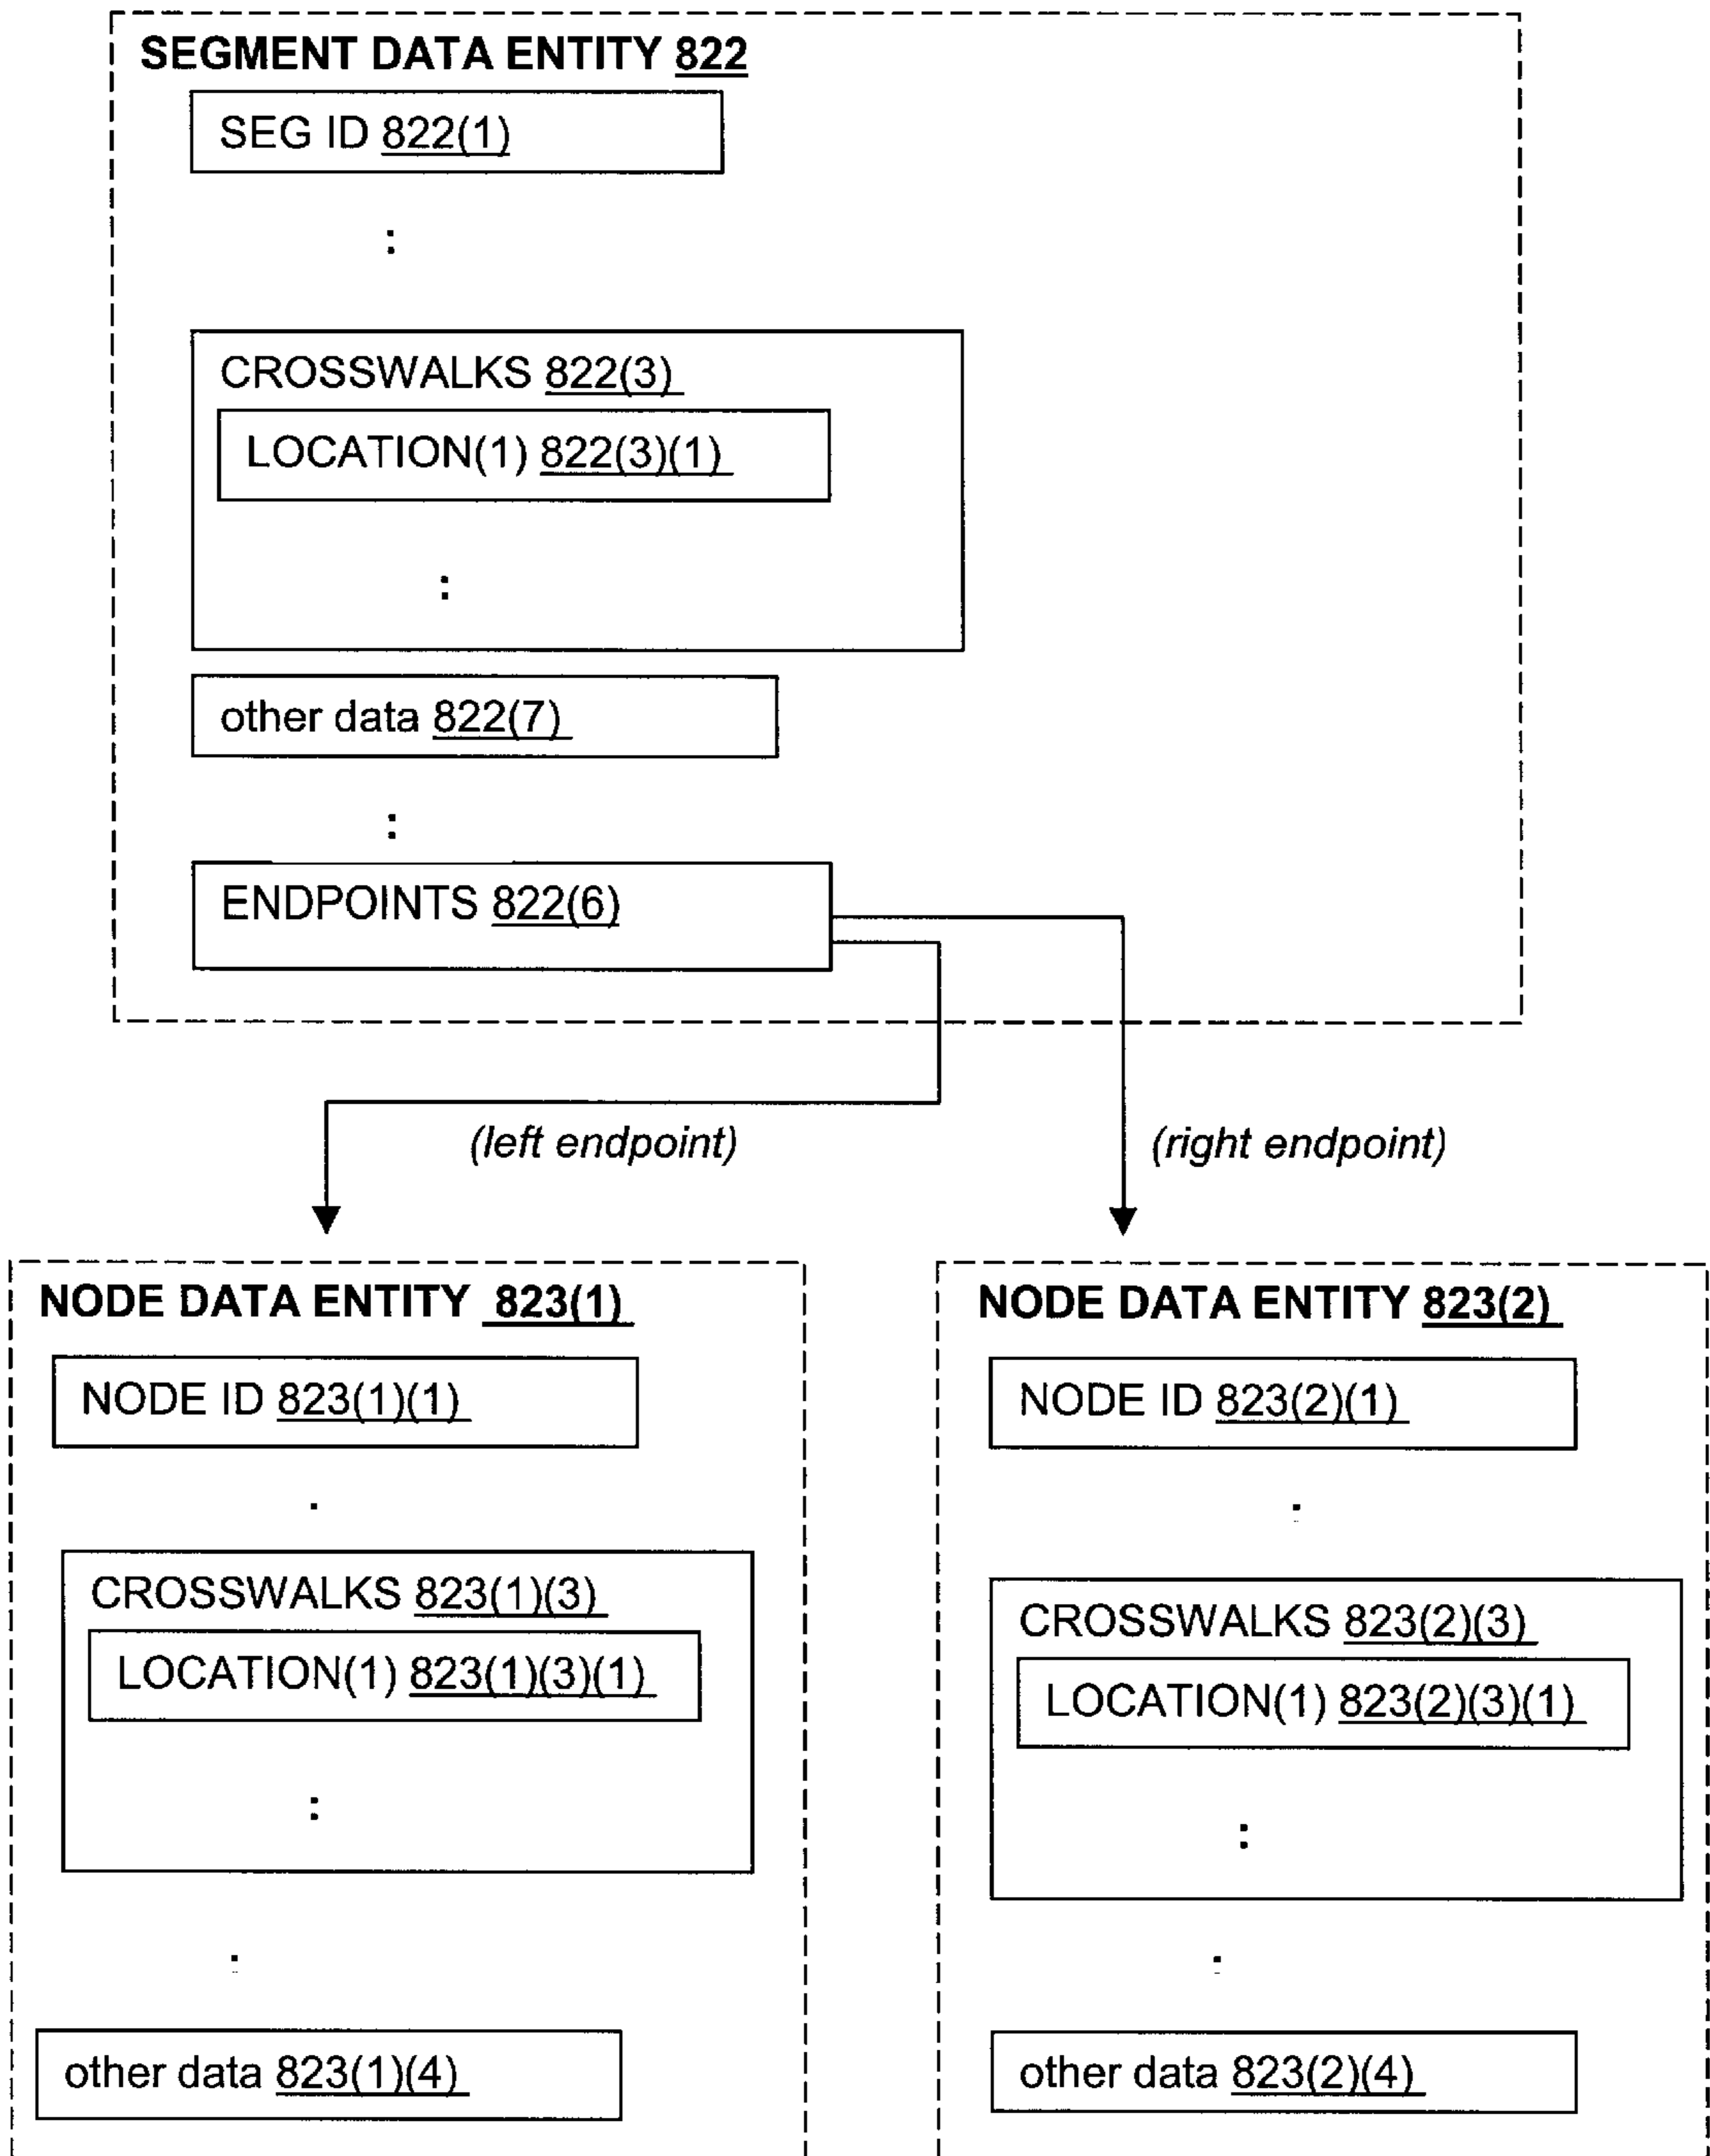 SEGMENT DATA ENTITY 822
SEG ID 822(1)
:
CROSSWALKS 822(3)
LOCATION(1) 822(3)(1)
:
other data 822(7)
:
ENDPOINTS 822(6)
(left endpoint)
(right endpoint)
NODE DATA ENTITY 823(1)
NODE ID 823(1)(1)
.
CROSSWALKS 823(1)(3)
LOCATION(1) 823(1)(3)(1)
:
.
other data 823(1)(4)
NODE DATA ENTITY 823(2)
NODE ID 823(2)(1)
.
CROSSWALKS 823(2)(3)
LOCATION(1) 823(2)(3)(1)
:
.
other data 823(2)(4)